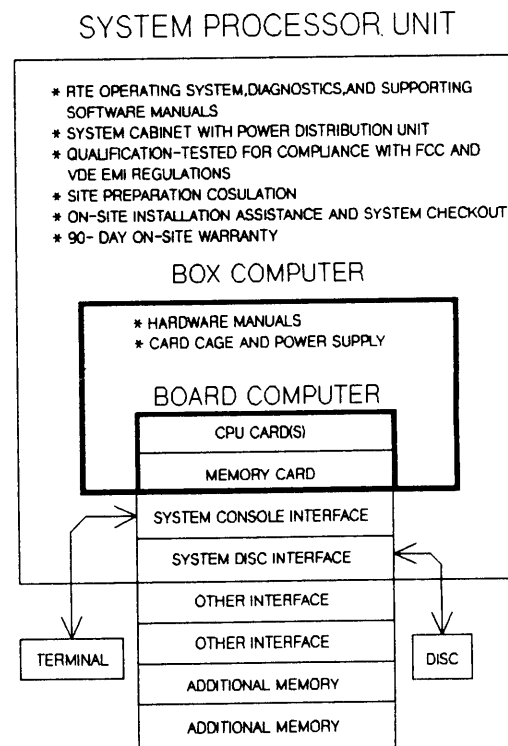 SYSTEM PROCESSOR UNIT
* RTE OPERATING SYSTEM,DIAGNOSTICS,AND SUPPORTING
SOFTWARE MANUALS
* SYSTEM CABINET WITH POWER DISTRIBUTION UNIT
* QUALIFICATION-TESTED FOR COMPLIANCE WITH FCC AND
VDE EMI REGULATIONS
* SITE PREPARATION COSULATION
* ON-SITE INSTALLATION ASSISTANCE AND SYSTEM CHECKOUT
* 90- DAY ON-SITE WARRANTY
BOX COMPUTER
* HARDWARE MANUALS
* CARD CAGE AND POWER SUPPLY
BOARD COMPUTER
CPU CARD(S)
MEMORY CARD
SYSTEM CONSOLE INTERFACE
SYSTEM DISC INTERFACE
OTHER INTERFACE
OTHER INTERFACE
TERMINAL
DISC
ADDITIONAL MEMORY
ADDITIONAL MEMORY